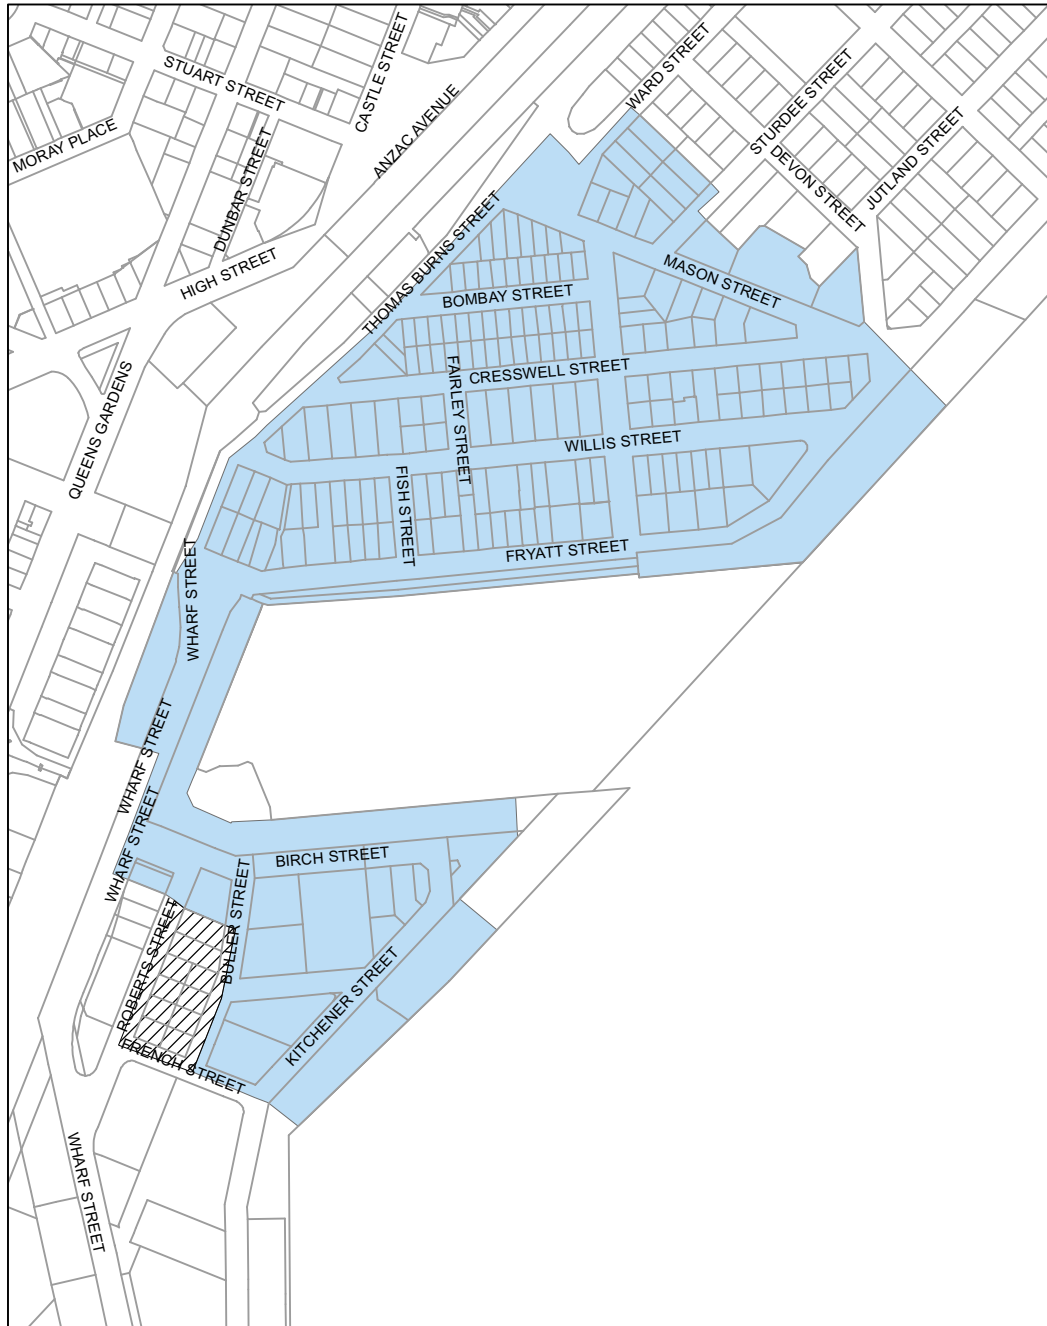 STUART STREET
CASTLE STREET
WARD STREET
STURDEE STREET
MORAY PLACE
ANZAC AVENUE
DUNBAR STREET
DEVON STREET
JUTLAND STREET
HIGH STREET
THOMAS BURNS STREET
MASON STREET
BOMBAY STREET
QUEENS GARDENS
FAIRLEY STREET
CRESSWELL STREET
WILLIS STREET
FISH STREET
FRYATT STREET
WHARF STREET
WHARF STREET
WHARF STREET
BIRCH STREET
BULLER STREET
ROBERTS STREET
KITCHENER STREET
FRENCH STREET
WHARF STREET